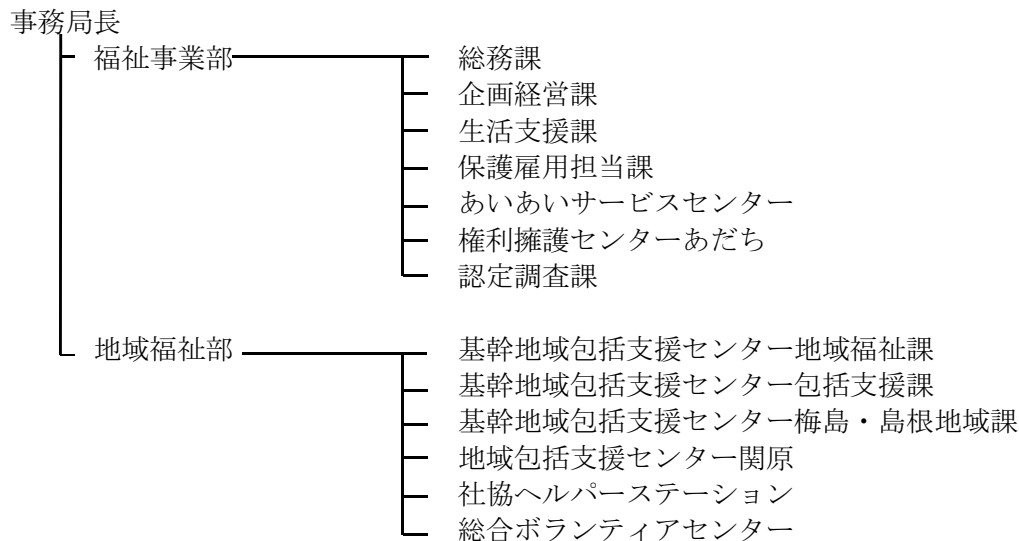 事務局長
福祉事業部 総務課
企画経営課
生活支援課
保護雇用担当課
あいあいサービスセンター
権利擁護センターあだち
認定調査課
地域福祉部 基幹地域包括支援センター地域福祉課
基幹地域包括支援センター包括支援課
基幹地域包括支援センター梅島・島根地域課
地域包括支援センター関原
社協ヘルパーステーション
総合ボランティアセンター